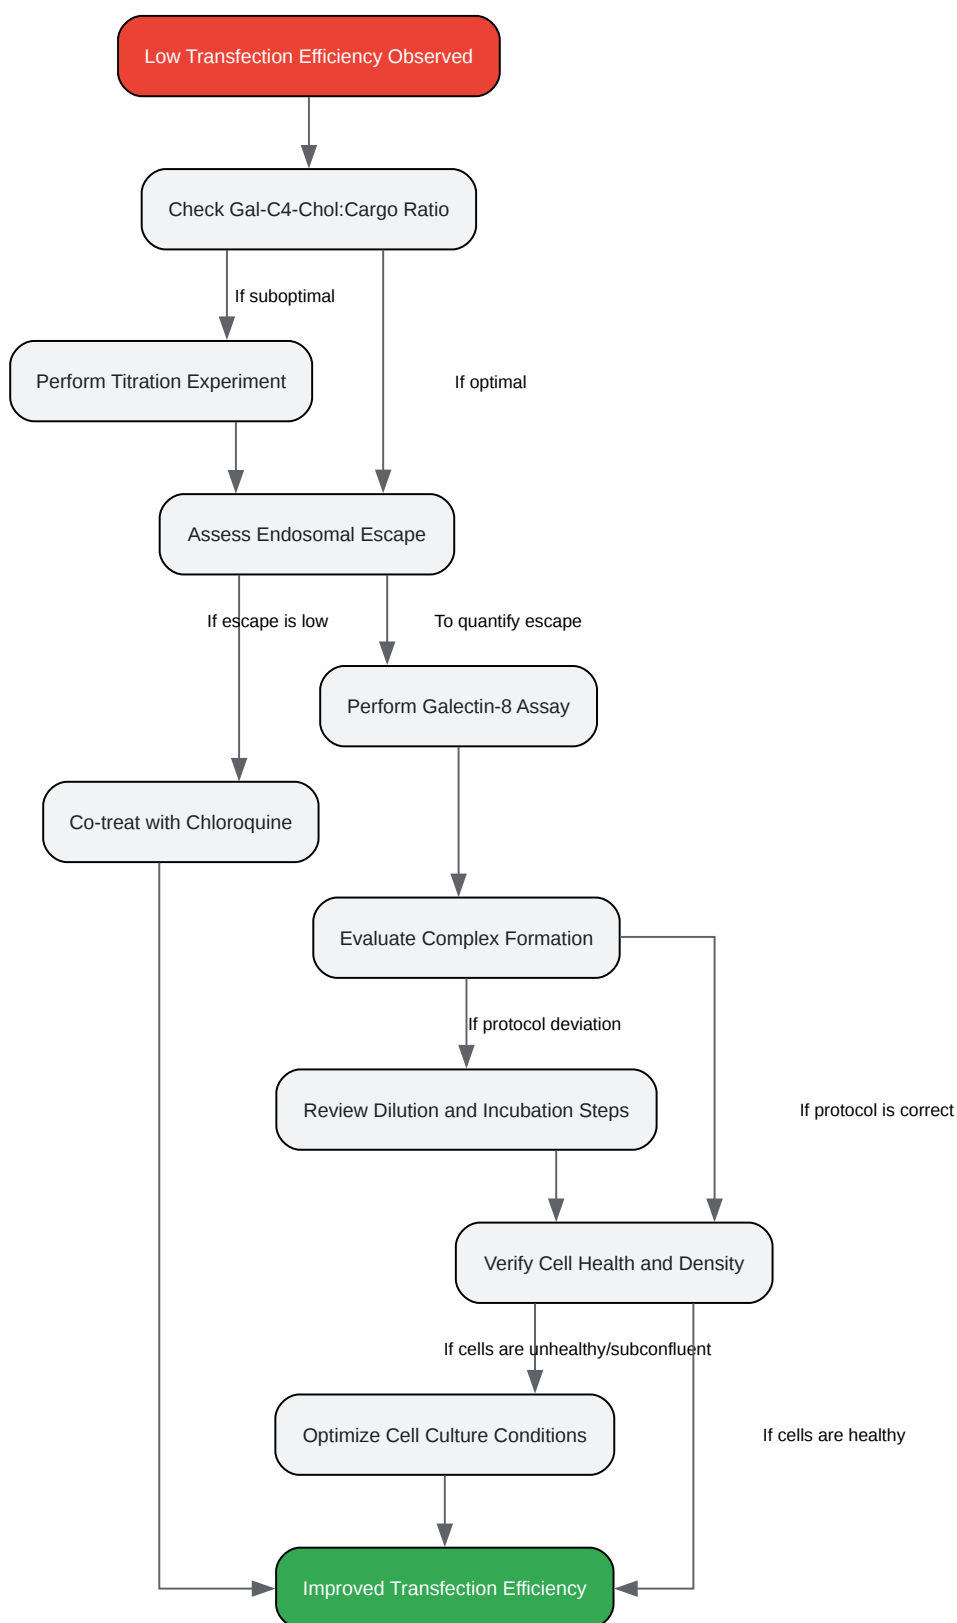 Low Transfection Efficiency Observed
Check Gal-C4-Chol:Cargo Ratio
If suboptimal
Perform Titration Experiment
If optimal
Assess Endosomal Escape
If escape is low
To quantify escape
Perform Galectin-8 Assay
Co-treat with Chloroquine
Evaluate Complex Formation
If protocol deviation
Review Dilution and Incubation Steps
If protocol is correct
Verify Cell Health and Density
If cells are unhealthy/subconfluent
Optimize Cell Culture Conditions
If cells are healthy
Improved Transfection Efficiency